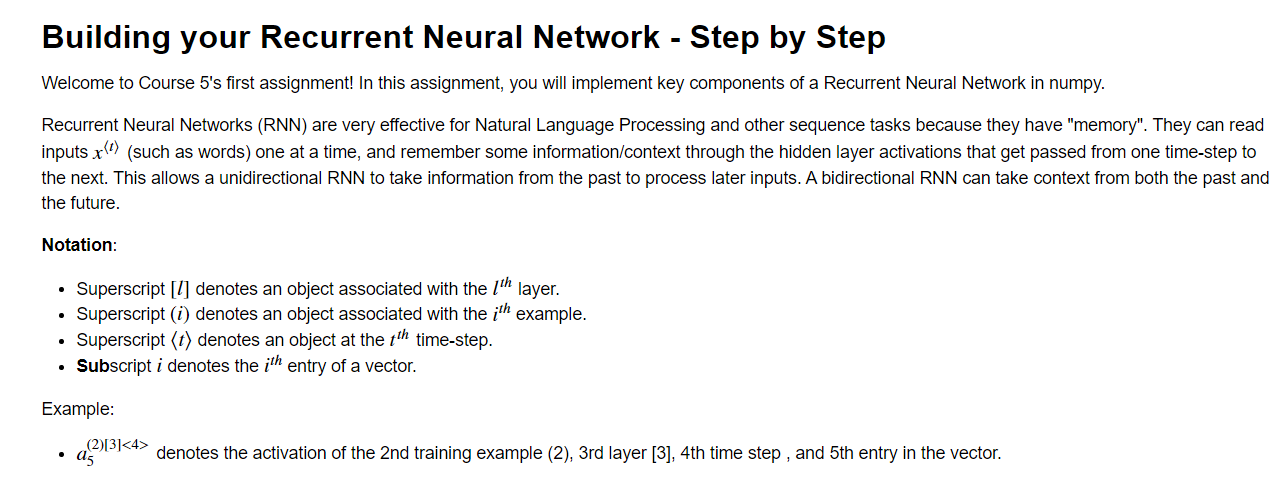 Building your Recurrent Neural Network - Step by Step
Welcome to Course 5's first assignment! In this assignment, you will implement key components of a Recurrent Neural Network in numpy.
Recurrent Neural Networks (RNN) are very effective for Natural Language Processing and other sequence tasks because they have "memory". They can read
inputs x⟨t⟩ (such as words) one at a time, and remember some information/context through the hidden layer activations that get passed from one time-step to
the next. This allows a unidirectional RNN to take information from the past to process later inputs. A bidirectional RNN can take context from both the past and
the future.
Notation:
• Superscript [l] denotes an object associated with the lth layer.
• Superscript (i) denotes an object associated with the ith example.
• Superscript ⟨t⟩ denotes an object at the tth time-step.
• Subscript i denotes the ith entry of a vector.
Example:
• a5(2)[3]<4> denotes the activation of the 2nd training example (2), 3rd layer [3], 4th time step , and 5th entry in the vector.